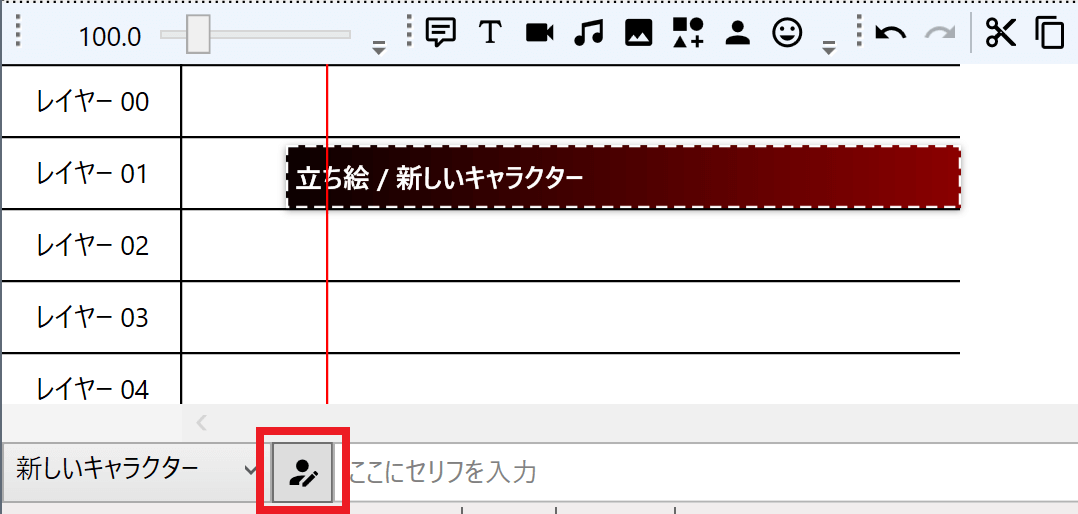 100.0
レイヤー 00
レイヤー 01
立ち絵 / 新しいキャラクター
レイヤー 02
レイヤー 03
レイヤー 04
新しいキャラクター
ここにセリフを入力